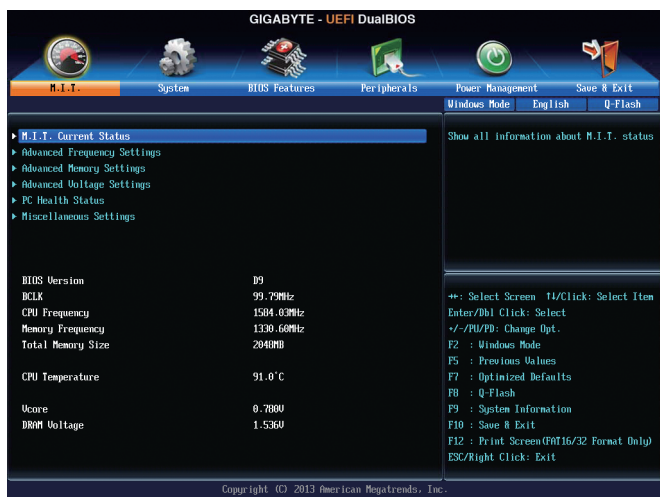 GIGABYTE - UEFI DualBIOS
M.I.T. System BIOS Features Peripherals Power Management Save & Exit
Windows Mode English Q-Flash
M.I.T. Current Status
Advanced Frequency Settings
Advanced Memory Settings
Advanced Voltage Settings
PC Health Status
Miscellaneous Settings
BIOS Version D9
BCLK 99.79MHz
CPU Frequency 1584.03MHz
Memory Frequency 1330.60MHz
Total Memory Size 2048MB
CPU Temperature 91.0°C
Vcore 0.780V
DRAM Voltage 1.536V
Show all information about M.I.T. status
→←: Select Screen ↑↓/Click: Select Item
Enter/Dbl Click: Select
+/-/PU/PD: Change Opt.
F2 : Windows Mode
F5 : Previous Values
F7 : Optimized Defaults
F8 : Q-Flash
F9 : System Information
F10 : Save & Exit
F12 : Print Screen(FAT16/32 Format Only)
ESC/Right Click: Exit
Copyright (C) 2013 American Megatrends, Inc.